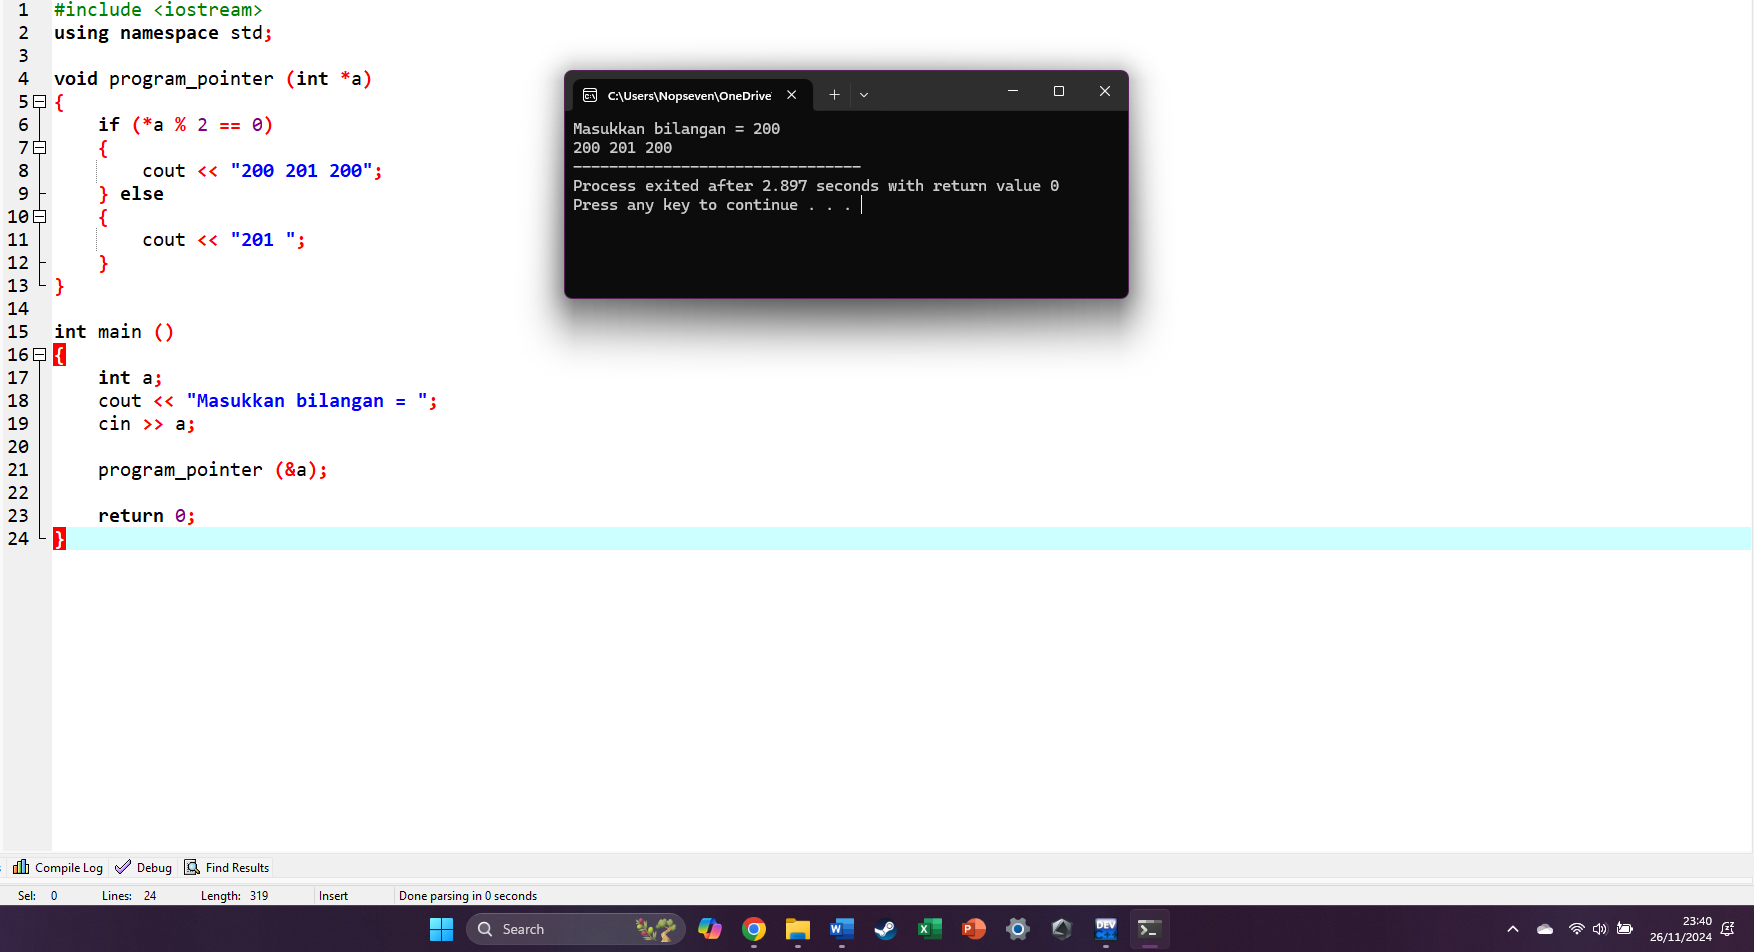 1 #include <iostream>
2 using namespace std;
3
4 void program_pointer (int *a)
5 {
6 if (*a % 2 == 0)
7 {
8 cout << "200 201 200";
9 } else
10 {
11 cout << "201 ";
12 }
13 }
14
15 int main ()
16 {
17 int a;
18 cout << "Masukkan bilangan = ";
19 cin >> a;
20
21 program_pointer (&a);
22
23 return 0;
24 }
C:\Users\Nopseven\OneDrive
Masukkan bilangan = 200
200 201 200
--------------------------------
Process exited after 2.897 seconds with return value 0
Press any key to continue . . .
Compile Log Debug Find Results
Sel: 0 Lines: 24 Length: 319 Insert Done parsing in 0 seconds
Search
DEV
23:40
26/11/2024